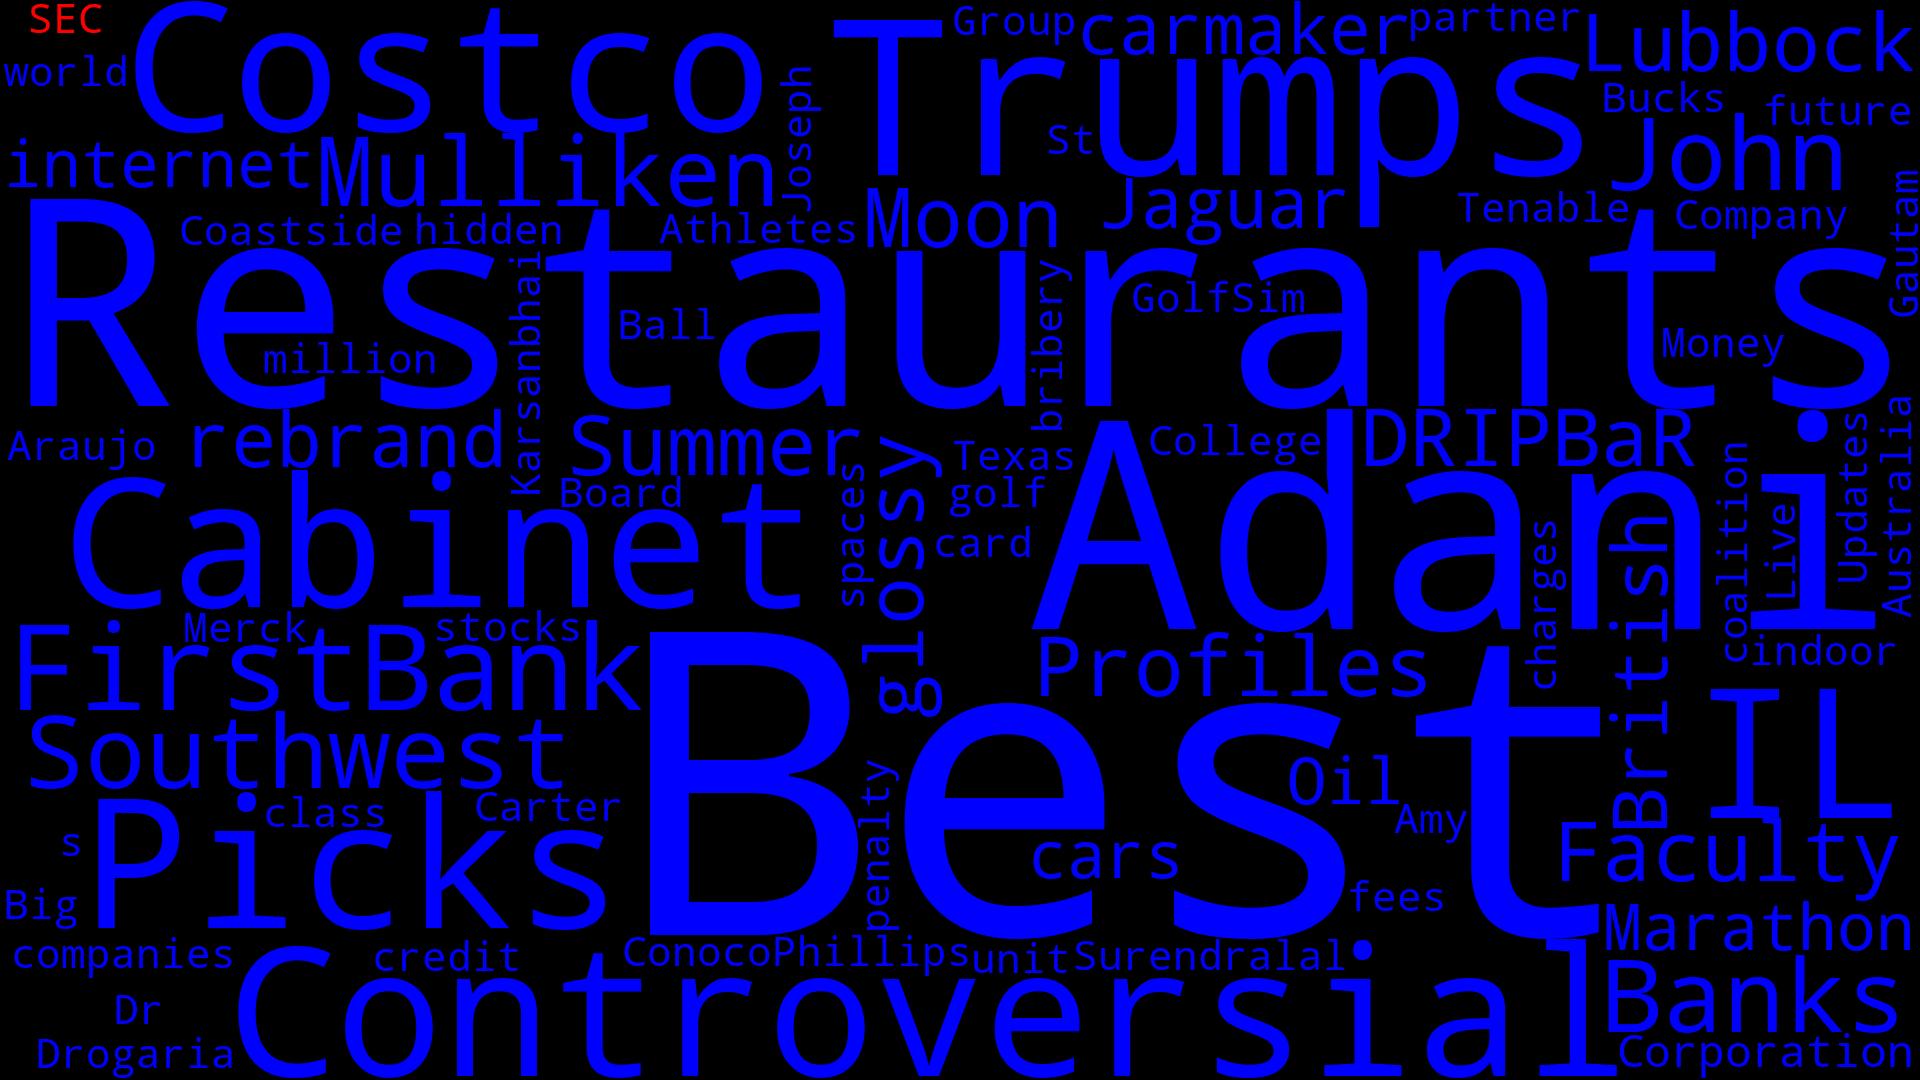 SEC
world
Costco
Trumps
Group
carmaker
partner
Lubbock
Bucks
future
Joseph
St
John
internet
Mulliken
Moon
Jaguar
Tenable
Company
Gautam
Coastside
hidden
Athletes
Restaurants
Karsanbhai
Ball
bribery
GolfSim
million
Money
Araujo
rebrand
Summer
glossy
Texas
College
DRIPBaR
Adani
coalition
Live
Updates
Australia
Cabinet
Board
spaces
golf
card
charges
British
FirstBank
Merck
stocks
Profiles
indoor
Best
IL
Southwest
Oil
Amy
Picks
class
Carter
s
penalty
cars
Faculty
Big
fees
Marathon
companies
credit
ConocoPhillips
unit
Surendralal
Controversial
Banks
Dr
Drogaria
Corporation